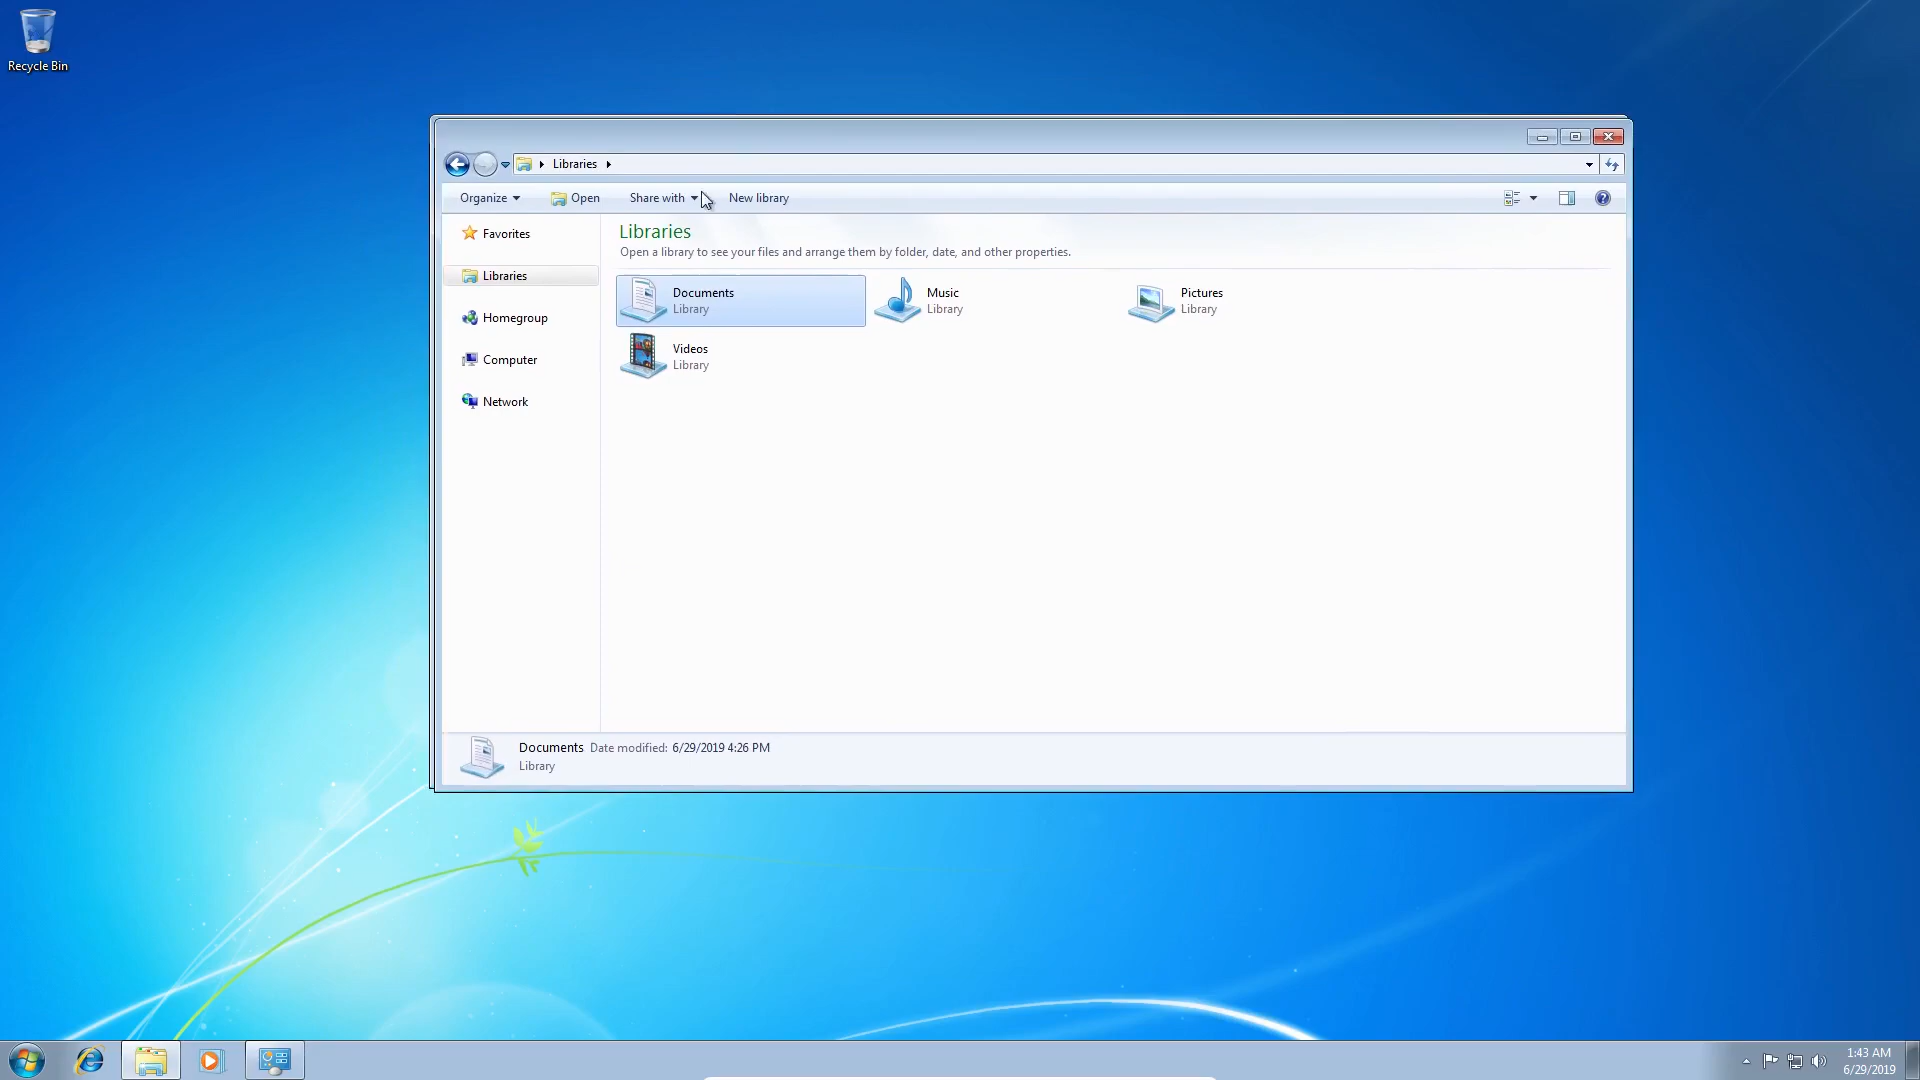 Recycle Bin
Libraries
Organize Open Share with New library
Favorites
Libraries
Homegroup
Computer
Network
Libraries
Open a library to see your files and arrange them by folder, date, and other properties.
Documents
Library
Music
Library
Pictures
Library
Videos
Library
Documents Date modified: 6/29/2019 4:26 PM
Library
1:43 AM
6/29/2019